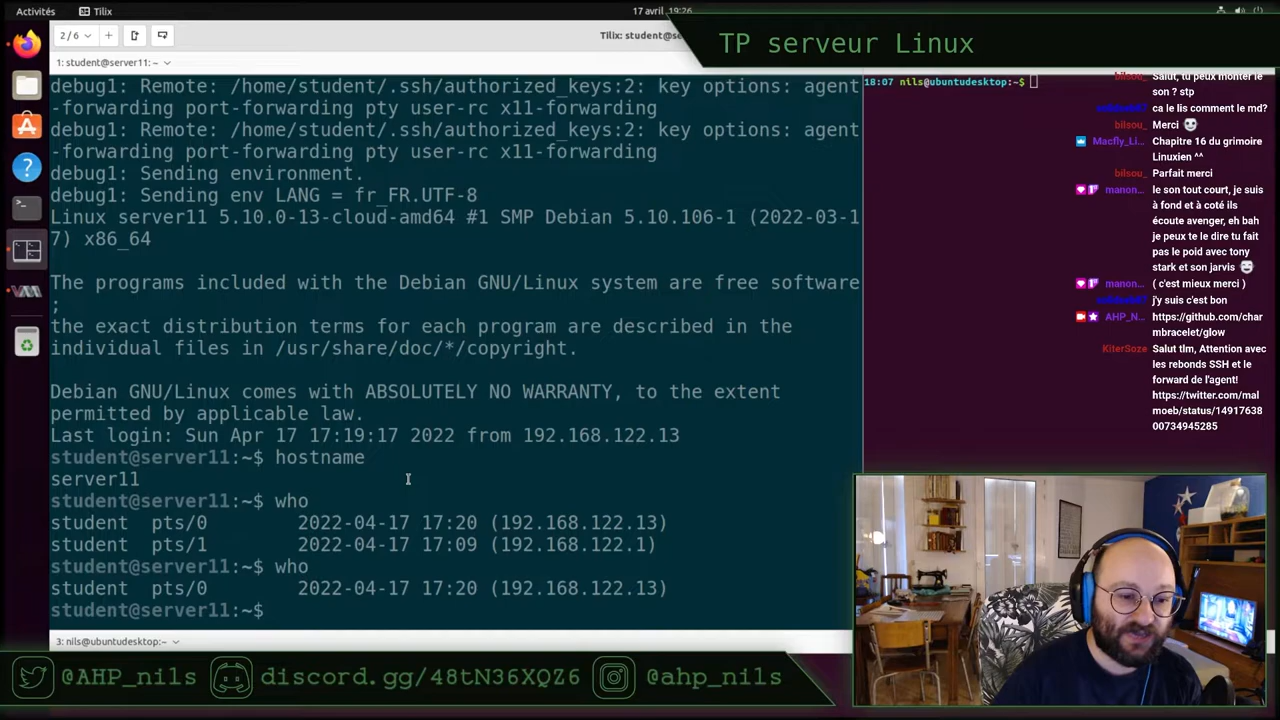 Activités
Tilix
17 avril 19:26
2/6
Tilix: student@se
TP serveur Linux
1: student@server11: ~
debug1: Remote: /home/student/.ssh/authorized_keys:2: key options: agent
-forwarding port-forwarding pty user-rc x11-forwarding
debug1: Remote: /home/student/.ssh/authorized_keys:2: key options: agent
-forwarding port-forwarding pty user-rc x11-forwarding
debug1: Sending environment.
debug1: Sending env LANG = fr_FR.UTF-8
Linux server11 5.10.0-13-cloud-amd64 #1 SMP Debian 5.10.106-1 (2022-03-1
7) x86_64
The programs included with the Debian GNU/Linux system are free software
;
the exact distribution terms for each program are described in the
individual files in /usr/share/doc/*/copyright.
Debian GNU/Linux comes with ABSOLUTELY NO WARRANTY, to the extent
permitted by applicable law.
Last login: Sun Apr 17 17:19:17 2022 from 192.168.122.13
student@server11:~$ hostname
server11
student@server11:~$ who
student pts/0 2022-04-17 17:20 (192.168.122.13)
student pts/1 2022-04-17 17:09 (192.168.122.1)
student@server11:~$ who
student pts/0 2022-04-17 17:20 (192.168.122.13)
student@server11:~$
3: nils@ubuntudesktop:~
18:07 nils@ubuntudesktop:~$
bilsou_ Salut, tu peux monter le
son ? stp
ca le lis comment le md?
bilsou_ Merci
Macfly_Li... Chapitre 16 du grimoire
Linuxien ^^
bilsou_ Parfait merci
manon... le son tout court, je suis
à fond et à coté ils
écoute avenger, eh bah
je peux te le dire tu fait
pas le poid avec tony
stark et son jarvis
manon... ( c'est mieux merci )
j'y suis c'est bon
AHP_N... https://github.com/char
mbracelet/glow
KiterSoze Salut tlm, Attention avec
les rebonds SSH et le
forward de l'agent!
https://twitter.com/mal
moeb/status/14917638
00734945285
@AHP_nils
discord.gg/48tN36XQZ6
@ahp_nils